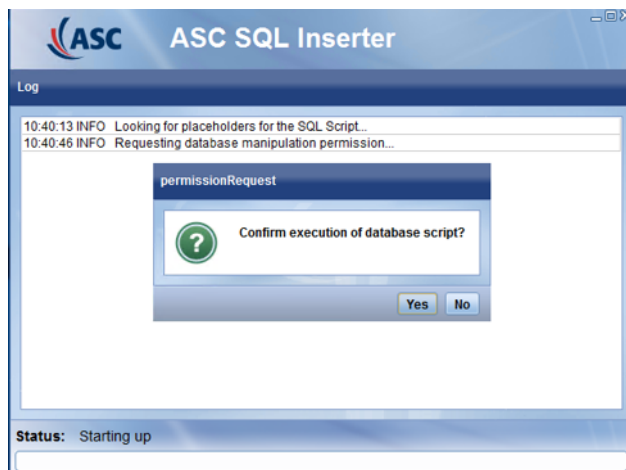 ASC ASC SQL Inserter
Log
10:40:13 INFO Looking for placeholders for the SQL Script...
10:40:46 INFO Requesting database manipulation permission...
permissionRequest
? Confirm execution of database script?
Yes No
Status: Starting up